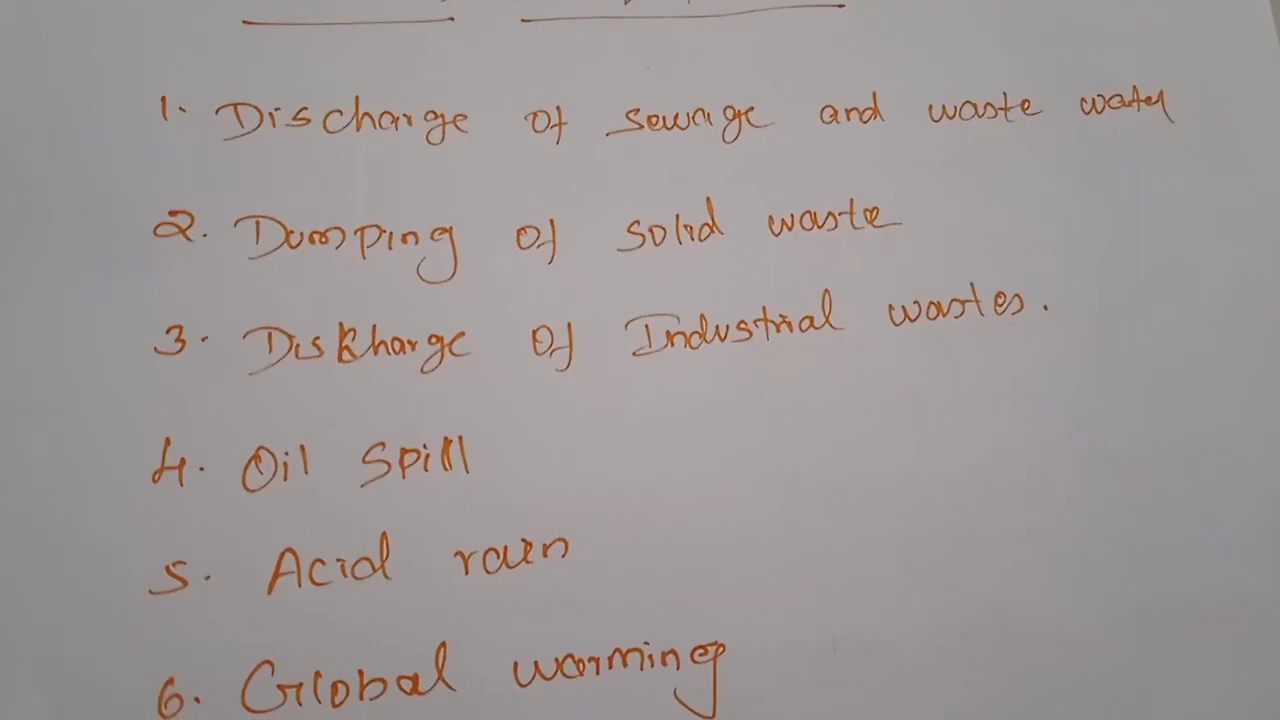 1. Discharge of sewage and waste water
2. Dumping of solid waste
3. Discharge of Industrial wastes.
4. Oil Spill
5. Acid rain
6. Global warming